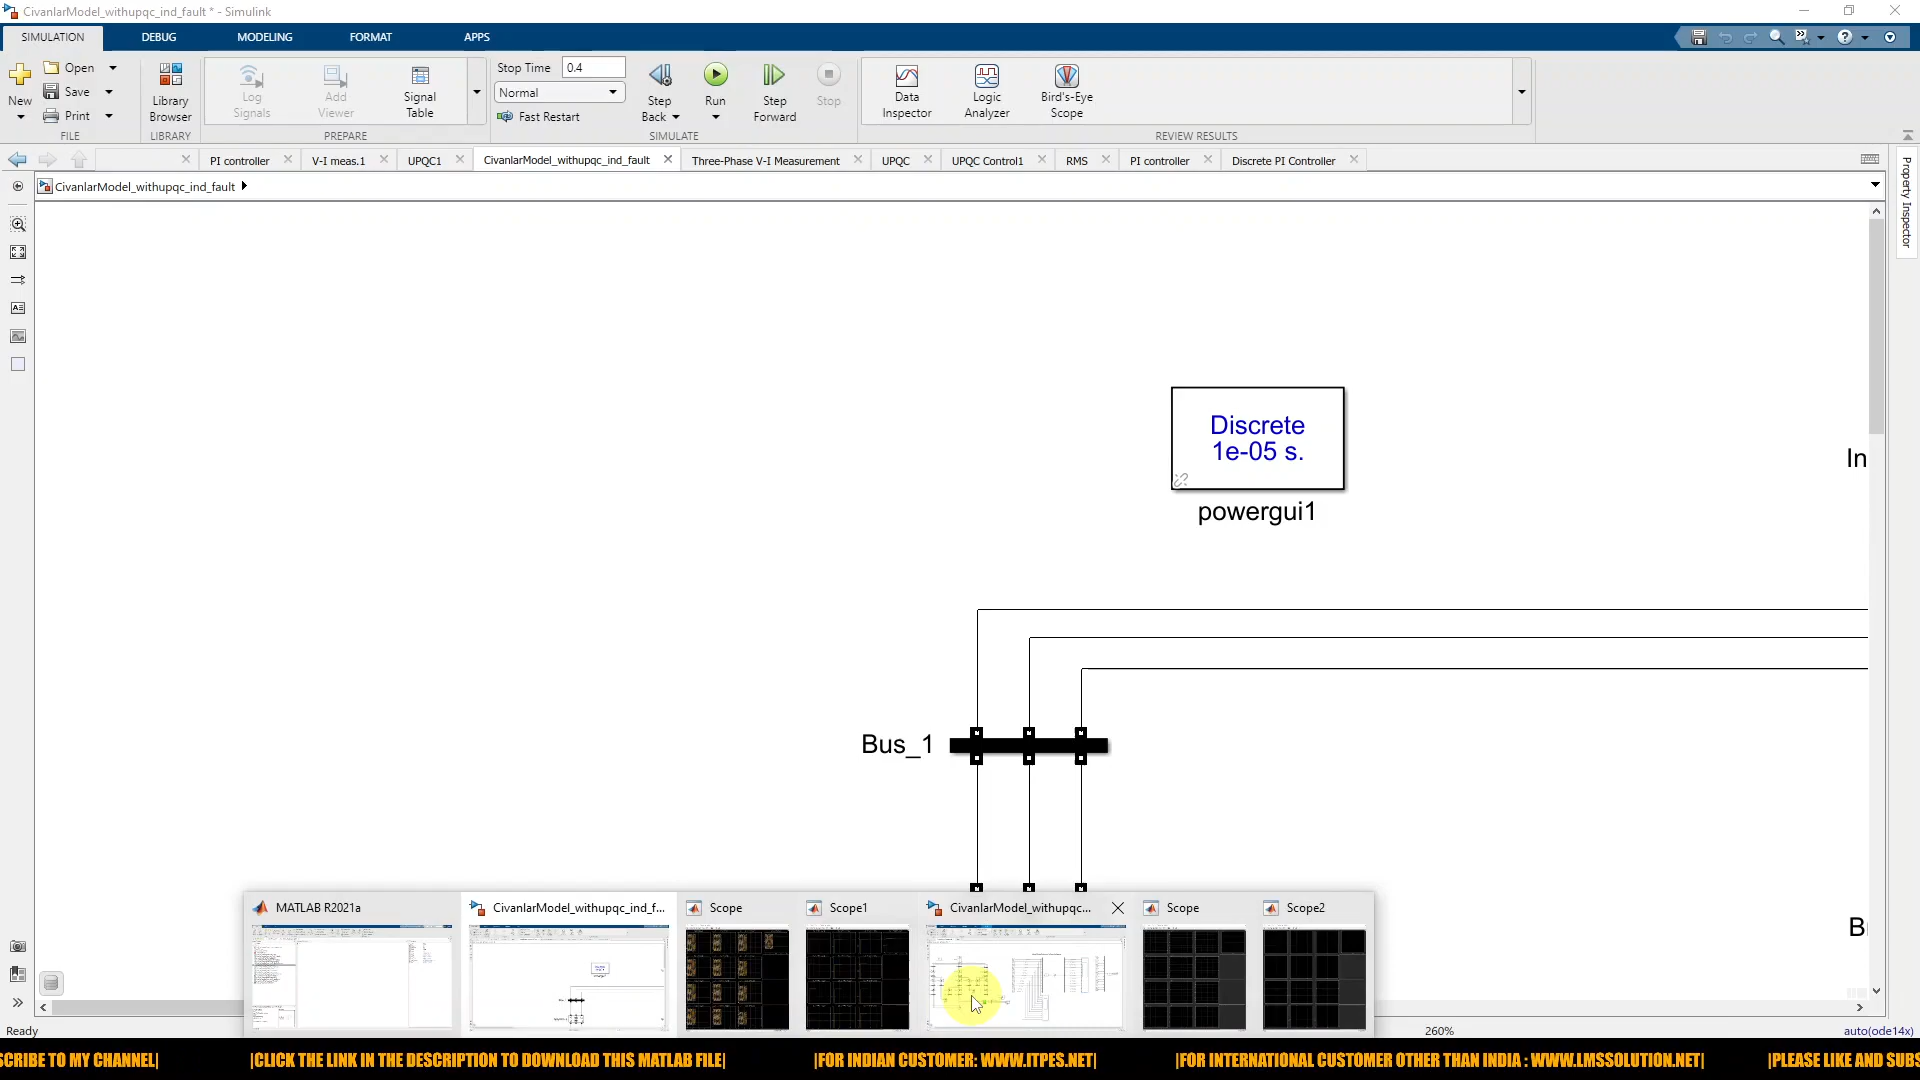 CivanlarModel_withupqc_ind_fault * - Simulink
SIMULATION DEBUG MODELING FORMAT APPS
New
Open
Save
Print
FILE
Library Browser
LIBRARY
Log Signals
Add Viewer
Signal Table
PREPARE
Stop Time 0.4
Normal
Fast Restart
Step Back
Run
Step Forward
Stop
SIMULATE
Data Inspector
Logic Analyzer
Bird's-Eye Scope
REVIEW RESULTS
PI controller V-I meas.1 UPQC1 CivanlarModel_withupqc_ind_fault Three-Phase V-I Measurement UPQC UPQC Control1 RMS PI controller Discrete PI Controller
CivanlarModel_withupqc_ind_fault
Property Inspector
Discrete
1e-05 s.
powergui1
In
Bus_1
MATLAB R2021a CivanlarModel_withupqc_ind_f... Scope Scope1 CivanlarModel_withupqc... Scope Scope2
Ready 260% auto(ode14x)
SCRIBE TO MY CHANNEL| |CLICK THE LINK IN THE DESCRIPTION TO DOWNLOAD THIS MATLAB FILE| |FOR INDIAN CUSTOMER: WWW.ITPES.NET| |FOR INTERNATIONAL CUSTOMER OTHER THAN INDIA : WWW.LMSSOLUTION.NET| |PLEASE LIKE AND SUBS